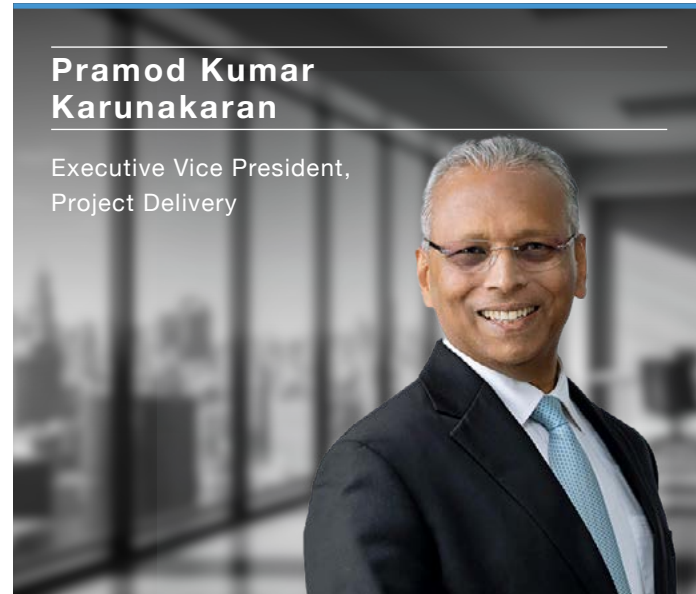 Pramod Kumar
Karunakaran
Executive Vice President,
Project Delivery